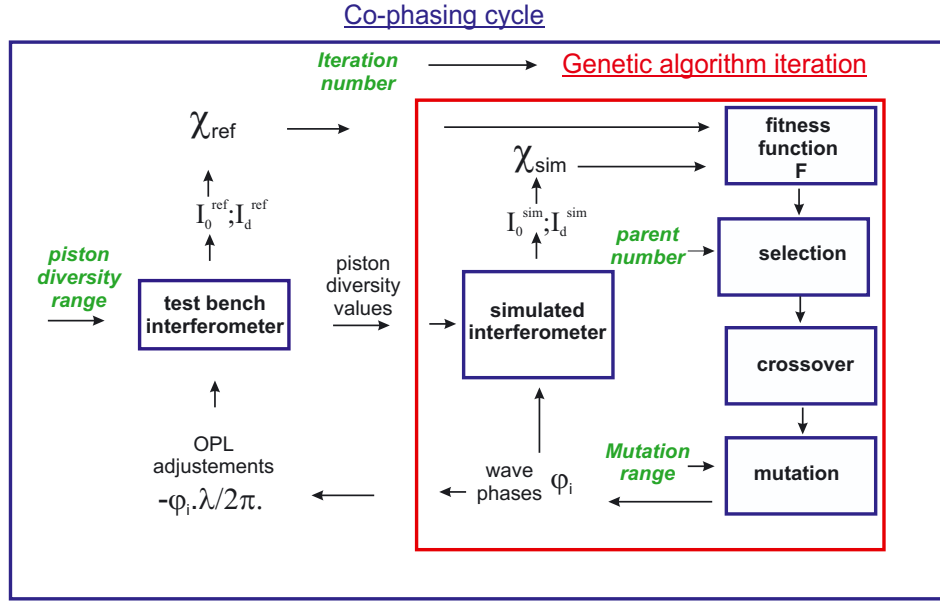 Co-phasing cycle
Iteration
number
Genetic algorithm iteration
χref
χsim
fitness
function
F
I₀ʳᵉᶠ;I_dʳᵉᶠ
I₀ˢⁱᵐ;I_dˢⁱᵐ
parent
number
selection
piston
diversity
range
test bench
interferometer
piston
diversity
values
simulated
interferometer
crossover
OPL
adjustements
-φᵢ.λ/2π.
wave
phases φᵢ
Mutation
range
mutation